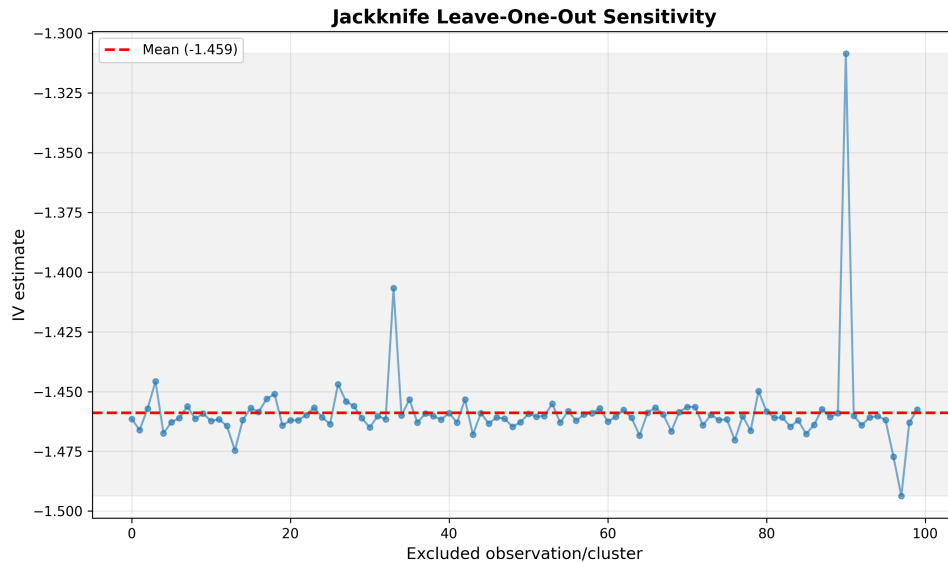 Jackknife Leave-One-Out Sensitivity
Mean (-1.459)
−1.300
−1.325
−1.350
−1.375
−1.400
−1.425
−1.450
−1.475
−1.500
IV estimate
0 20 40 60 80 100
Excluded observation/cluster